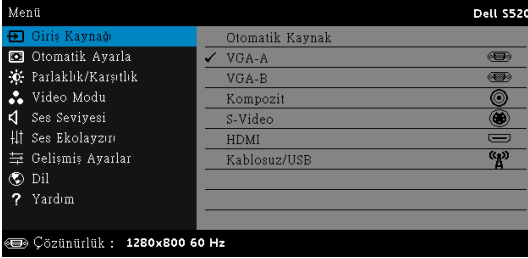 Menü
Dell S520
Giriş Kaynağı
Otomatik Ayarla
Parlaklık/Karşıtlık
Video Modu
Ses Seviyesi
Ses Ekolayzırı
Gelişmiş Ayarlar
Dil
Yardım
Otomatik Kaynak
VGA-A
VGA-B
Kompozit
S-Video
HDMI
Kablosuz/USB
Çözünürlük : 1280x800 60 Hz